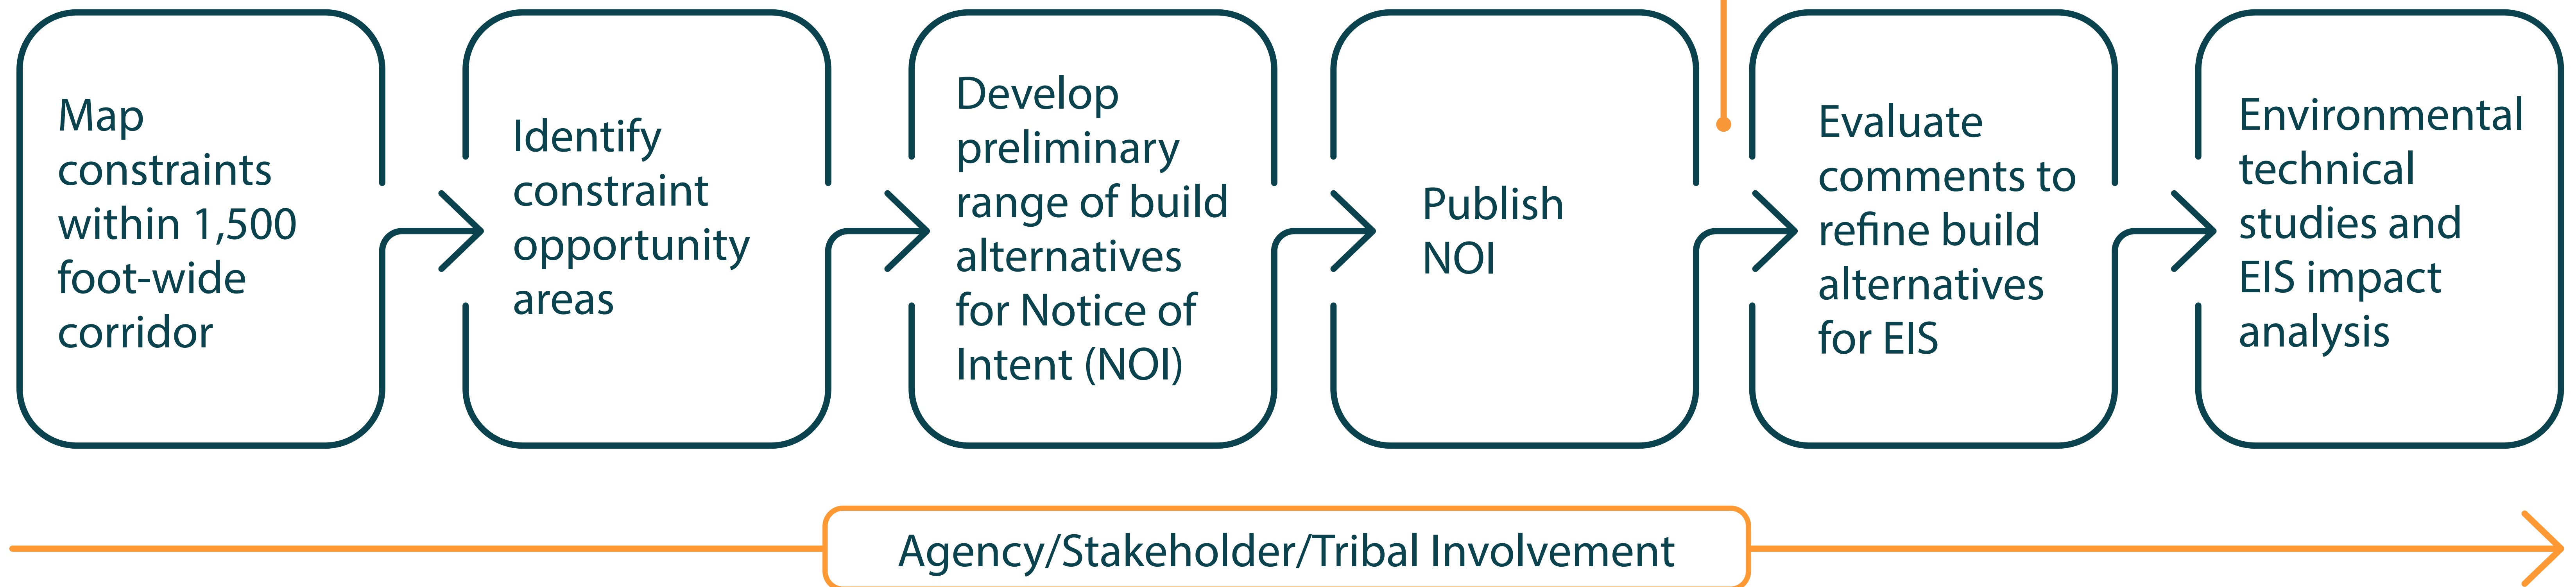 Map
constraints
within 1,500
foot-wide
corridor
Identify
constraint
opportunity
areas
Develop
preliminary
range of build
alternatives
for Notice of
Intent (NOI)
Publish
NOI
Evaluate
comments to
refine build
alternatives
for EIS
Environmental
technical
studies and
EIS impact
analysis
Agency/Stakeholder/Tribal Involvement